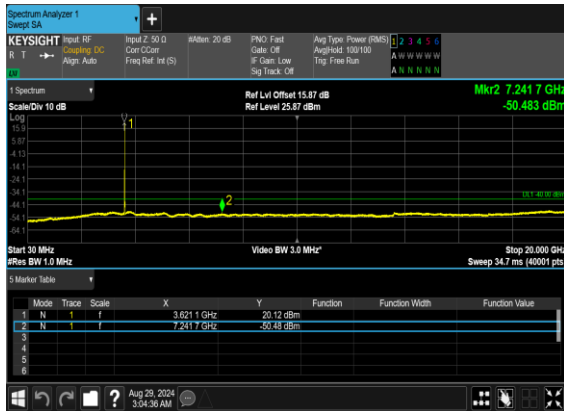 Spectrum Analyzer 1
Swept SA
KEYSIGHT Input: RF Input Z: 50 Ω #Atten: 20 dB PNO: Fast Avg Type: Power (RMS) 1 2 3 4 5 6
R T Coupling: DC Corr CCorr Gate: Off Avg|Hold: 100/100 A W W W W W
Align: Auto Freq Ref: Int (S) IF Gain: Low Trig: Free Run
LXI Sig Track: Off A N N N N N
1 Spectrum Ref Lvl Offset 15.87 dB Mkr2 7.241 7 GHz
Scale/Div 10 dB Ref Level 25.87 dBm -50.483 dBm
Log
15.9 1
5.87
-4.13
-14.1
-24.1
-34.1 DL1 -40.00 dBm
-44.1 2
-54.1
-64.1
Start 30 MHz Video BW 3.0 MHz* Stop 20.000 GHz
#Res BW 1.0 MHz Sweep 34.7 ms (40001 pts)
5 Marker Table
Mode Trace Scale X Y Function Function Width Function Value
1 N 1 f 3.621 1 GHz 20.12 dBm
2 N 1 f 7.241 7 GHz -50.48 dBm
3
4
5
6
? Aug 29, 2024
3:04:36 AM